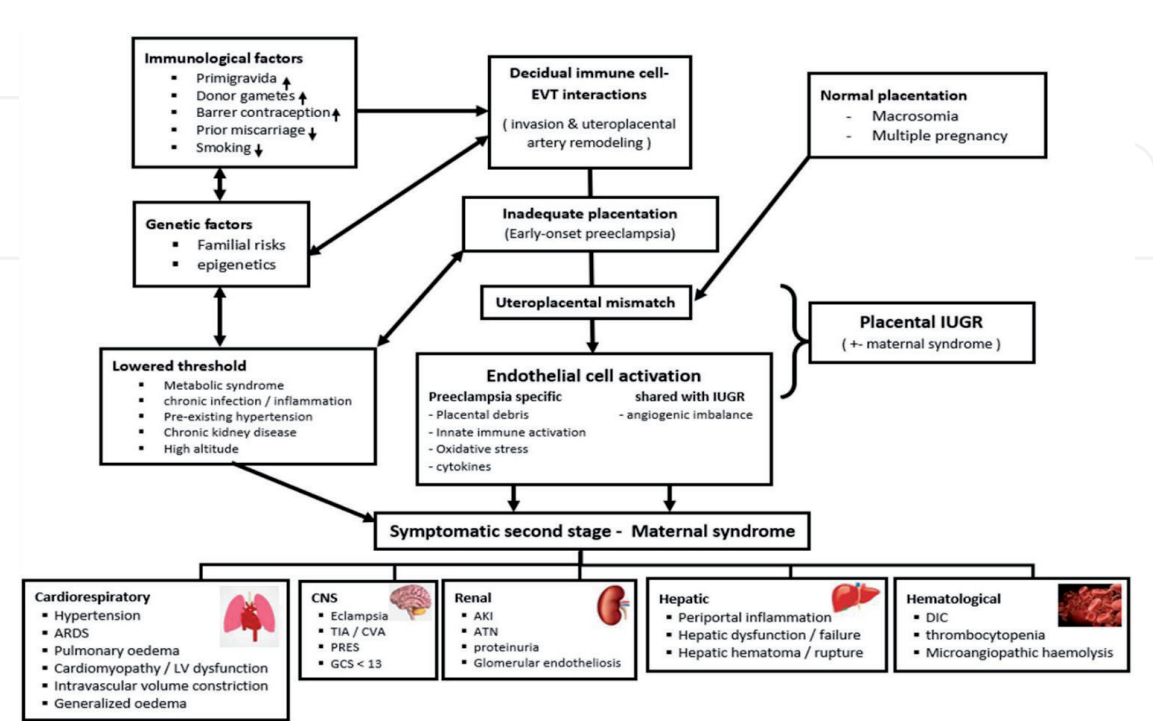 Immunological factors
▪ Primigravida ↑
▪ Donor gametes ↑
▪ Barrer contraception ↑
▪ Prior miscarriage ↓
▪ Smoking ↓
Decidual immune cell-
EVT interactions
( invasion & uteroplacental
artery remodeling )
Normal placentation
- Macrosomia
- Multiple pregnancy
Genetic factors
▪ Familial risks
▪ epigenetics
Inadequate placentation
(Early-onset preeclampsia)
Uteroplacental mismatch
Placental IUGR
( +- maternal syndrome )
Lowered threshold
▪ Metabolic syndrome
▪ chronic infection / inflammation
▪ Pre-existing hypertension
▪ Chronic kidney disease
▪ High altitude
Endothelial cell activation
Preeclampsia specific
- Placental debris
- Innate immune activation
- Oxidative stress
- cytokines
shared with IUGR
- angiogenic imbalance
Symptomatic second stage - Maternal syndrome
Cardiorespiratory
▪ Hypertension
▪ ARDS
▪ Pulmonary oedema
▪ Cardiomyopathy / LV dysfunction
▪ Intravascular volume constriction
▪ Generalized oedema
CNS
▪ Eclampsia
▪ TIA / CVA
▪ PRES
▪ GCS < 13
Renal
▪ AKI
▪ ATN
▪ proteinuria
▪ Glomerular endotheliosis
Hepatic
▪ Periportal inflammation
▪ Hepatic dysfunction / failure
▪ Hepatic hematoma / rupture
Hematological
▪ DIC
▪ thrombocytopenia
▪ Microangiopathic haemolysis